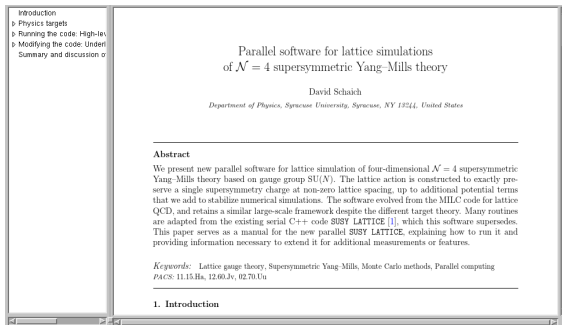 Introduction
Physics targets
Running the code: High-lev
Modifying the code: Underl
Summary and discussion o
Parallel software for lattice simulations
of 𝒩 = 4 supersymmetric Yang–Mills theory
David Schaich
Department of Physics, Syracuse University, Syracuse, NY 13244, United States
Abstract
We present new parallel software for lattice simulation of four-dimensional 𝒩 = 4 supersymmetric
Yang–Mills theory based on gauge group SU(N). The lattice action is constructed to exactly pre-
serve a single supersymmetry charge at non-zero lattice spacing, up to additional potential terms
that we add to stabilize numerical simulations. The software evolved from the MILC code for lattice
QCD, and retains a similar large-scale framework despite the different target theory. Many routines
are adapted from the existing serial C++ code SUSY LATTICE [1], which this software supersedes.
This paper serves as a manual for the new parallel SUSY LATTICE, explaining how to run it and
providing information necessary to extend it for additional measurements or features.
Keywords: Lattice gauge theory, Supersymmetric Yang–Mills, Monte Carlo methods, Parallel computing
PACS: 11.15.Ha, 12.60.Jv, 02.70.Uu
1. Introduction